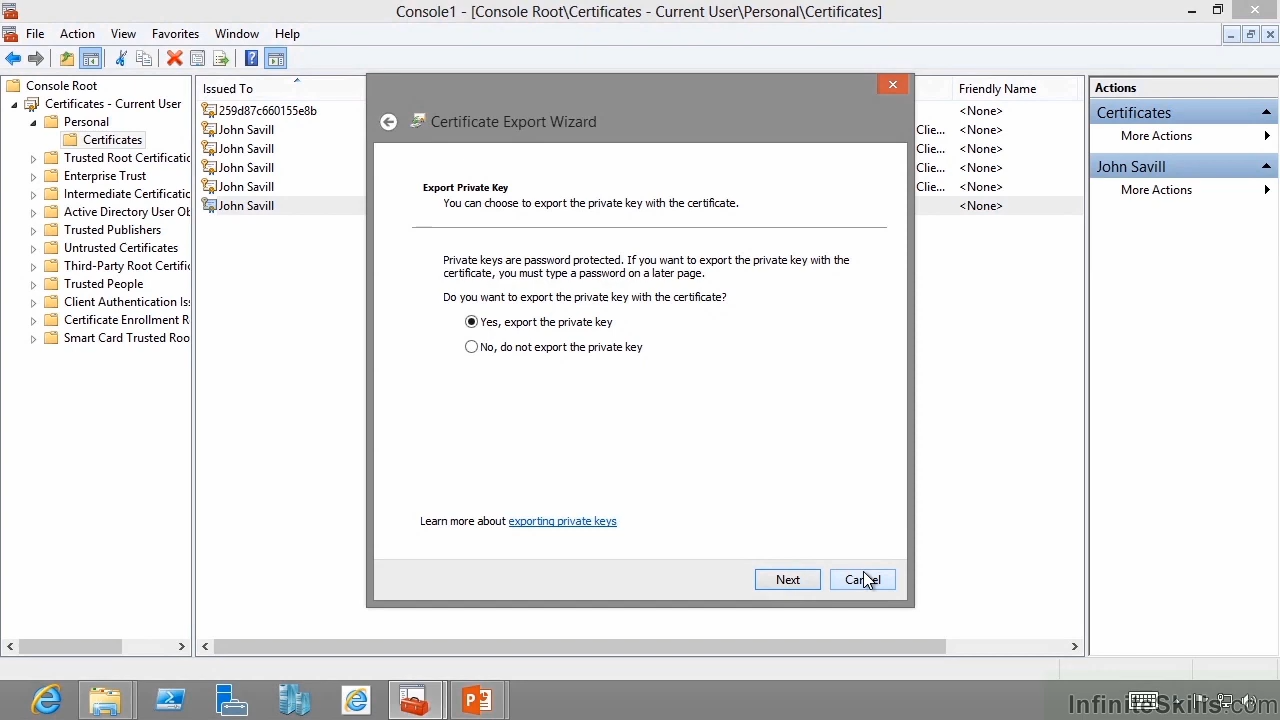 Console1 - [Console Root\Certificates - Current User\Personal\Certificates]
File Action View Favorites Window Help
Console Root
Certificates - Current User
Personal
Certificates
Trusted Root Certificatio
Enterprise Trust
Intermediate Certificatio
Active Directory User Ob
Trusted Publishers
Untrusted Certificates
Third-Party Root Certific
Trusted People
Client Authentication Iss
Certificate Enrollment R
Smart Card Trusted Roo
Issued To
Friendly Name
259d87c660155e8b
<None>
John Savill
Clie...
<None>
John Savill
Clie...
<None>
John Savill
Clie...
<None>
John Savill
Clie...
<None>
John Savill
<None>
Certificate Export Wizard
Export Private Key
You can choose to export the private key with the certificate.
Private keys are password protected. If you want to export the private key with the
certificate, you must type a password on a later page.
Do you want to export the private key with the certificate?
Yes, export the private key
No, do not export the private key
Learn more about exporting private keys
Next
Cancel
Actions
Certificates
More Actions
John Savill
More Actions
InfiniteSkills.com